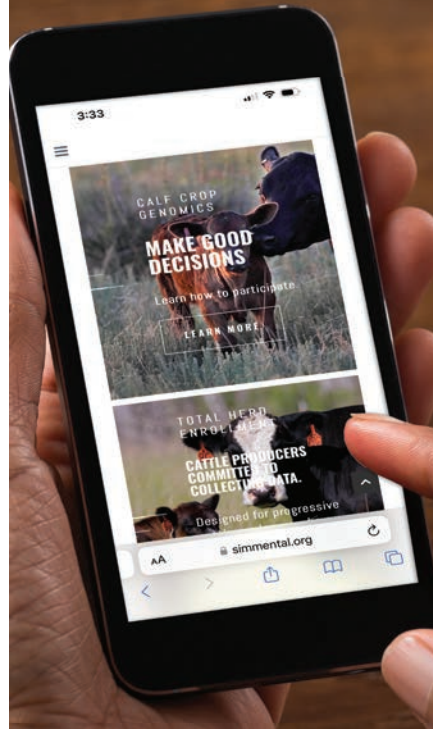 3:33
CALF CROP
GENOMICS
MAKE GOOD
DECISIONS
Learn how to participate.
LEARN MORE
TOTAL HERD
ENROLLMENT
CATTLE PRODUCERS
COMMITTED TO
COLLECTING DATA.
Designed for progressive
AA
simmental.org